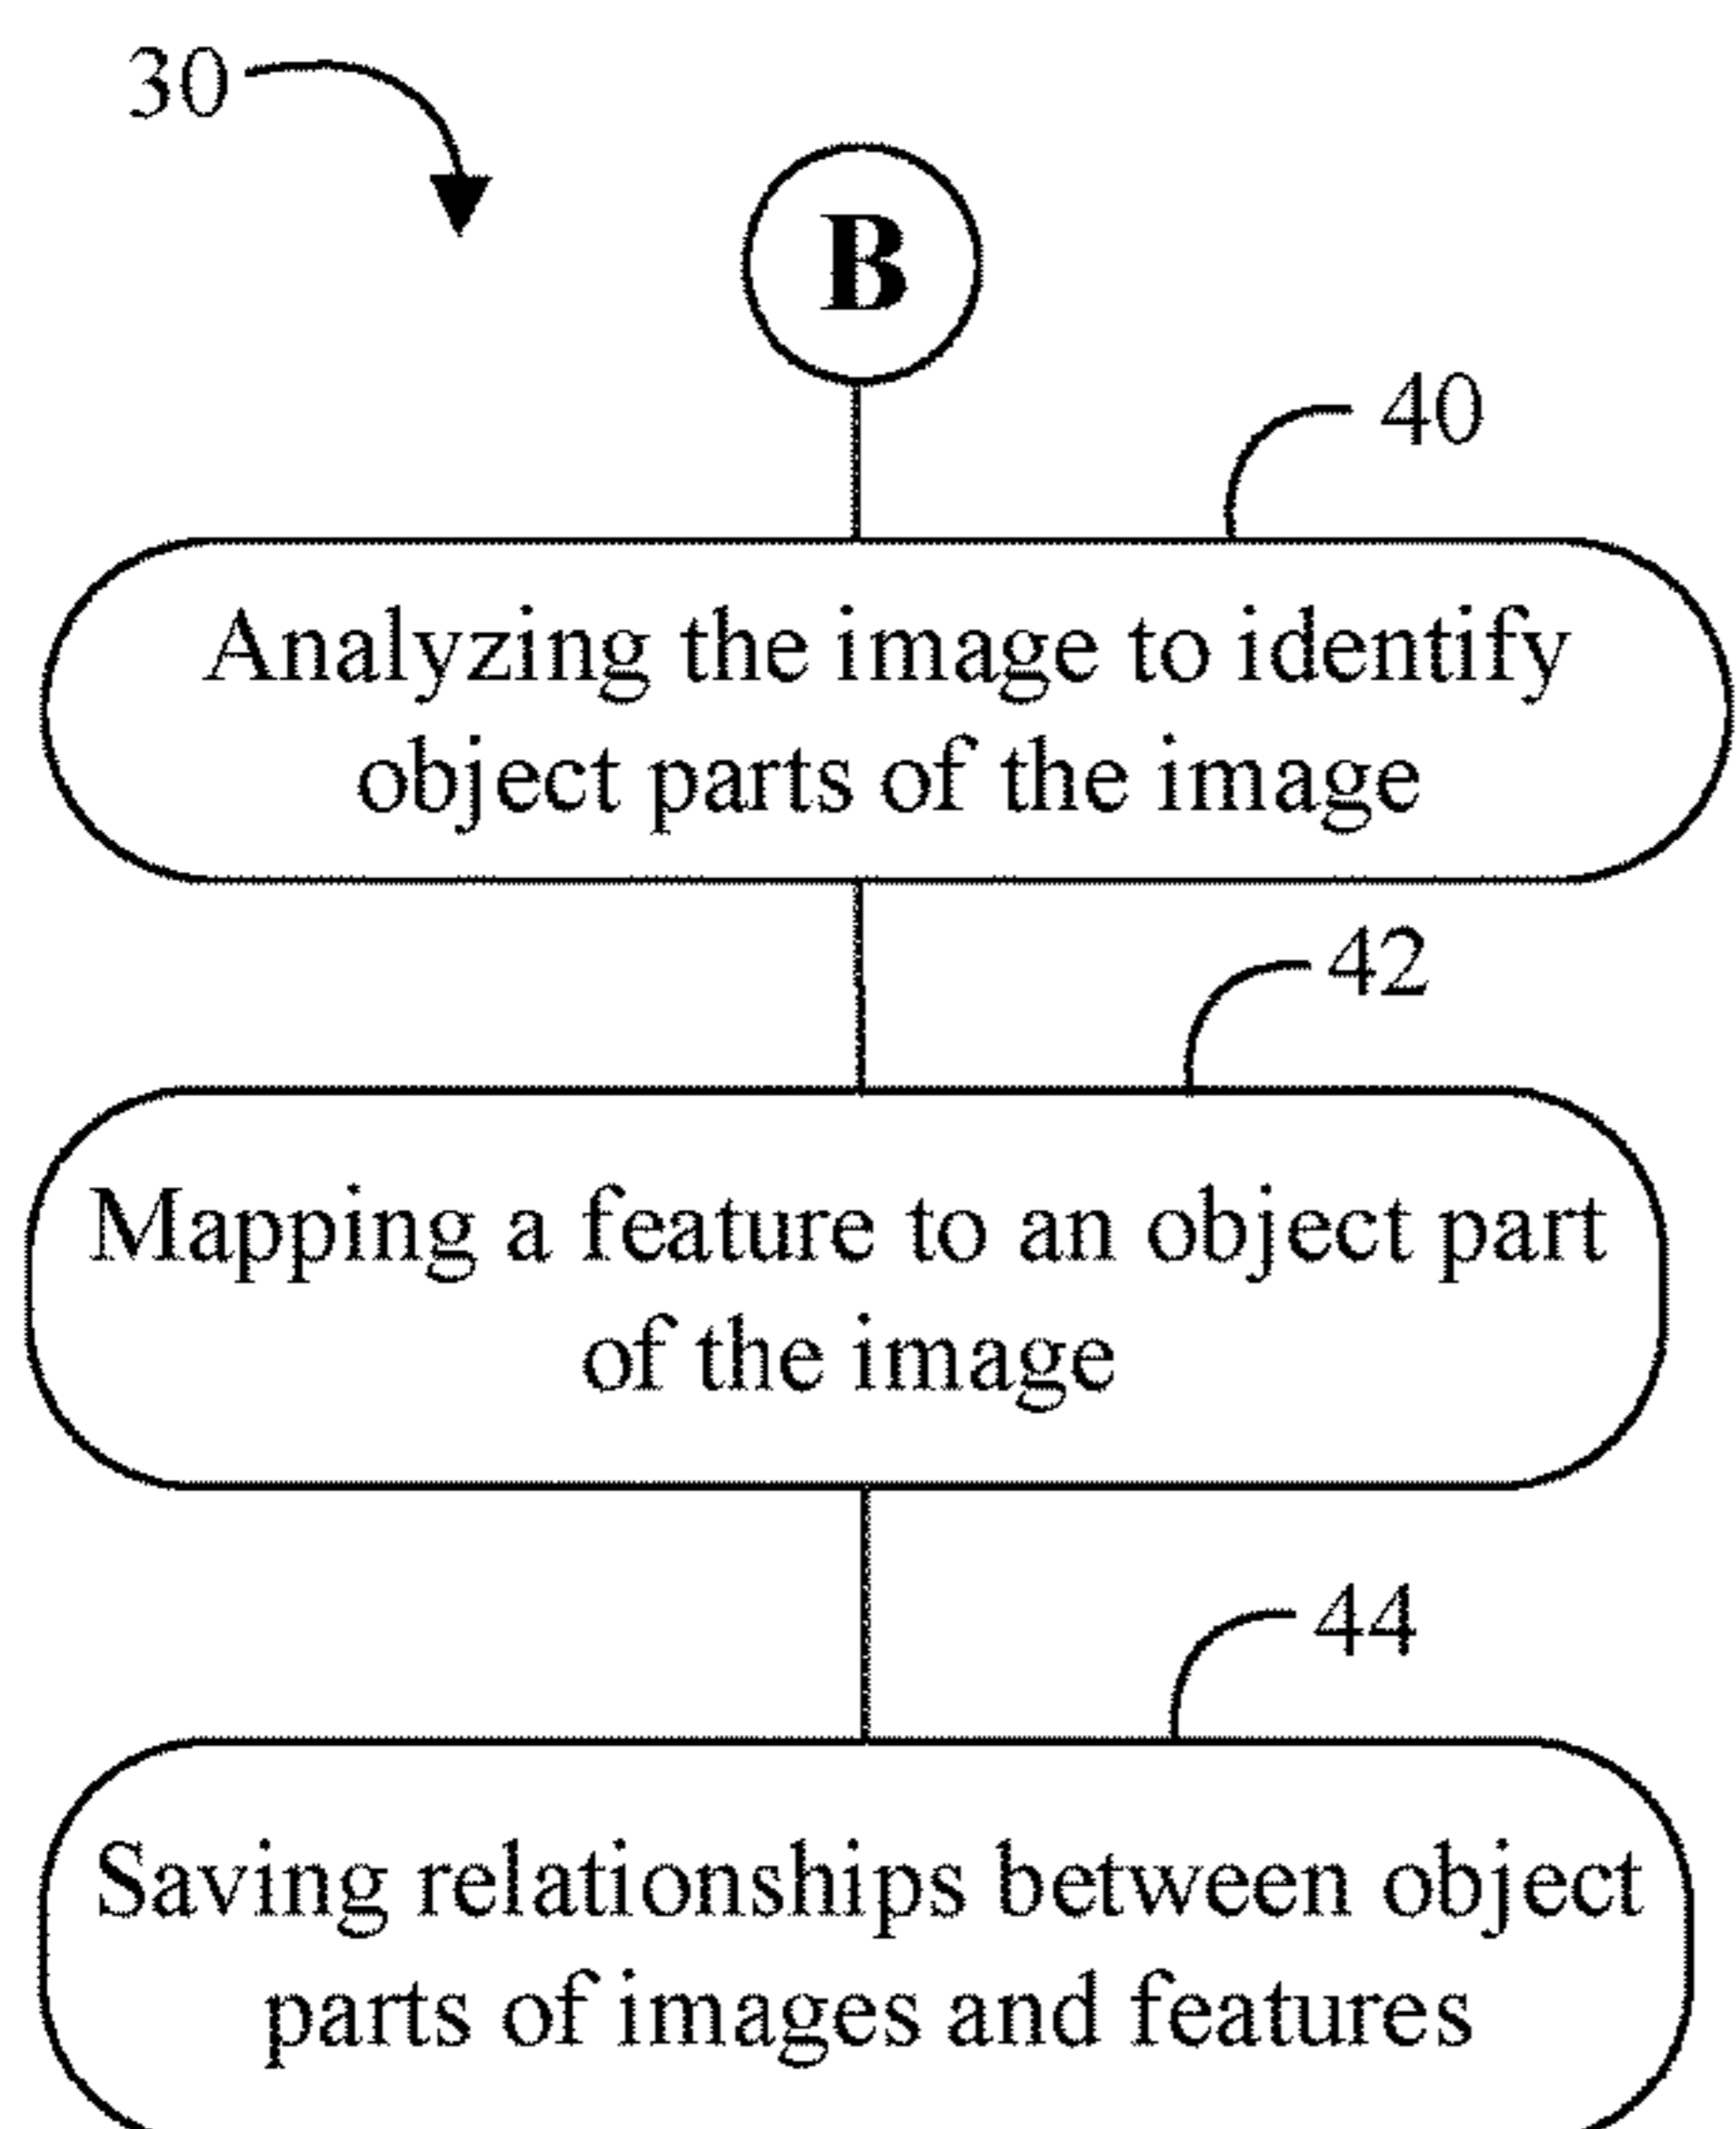 30
B
40
Analyzing the image to identify
object parts of the image
42
Mapping a feature to an object part
of the image
44
Saving relationships between object
parts of images and features